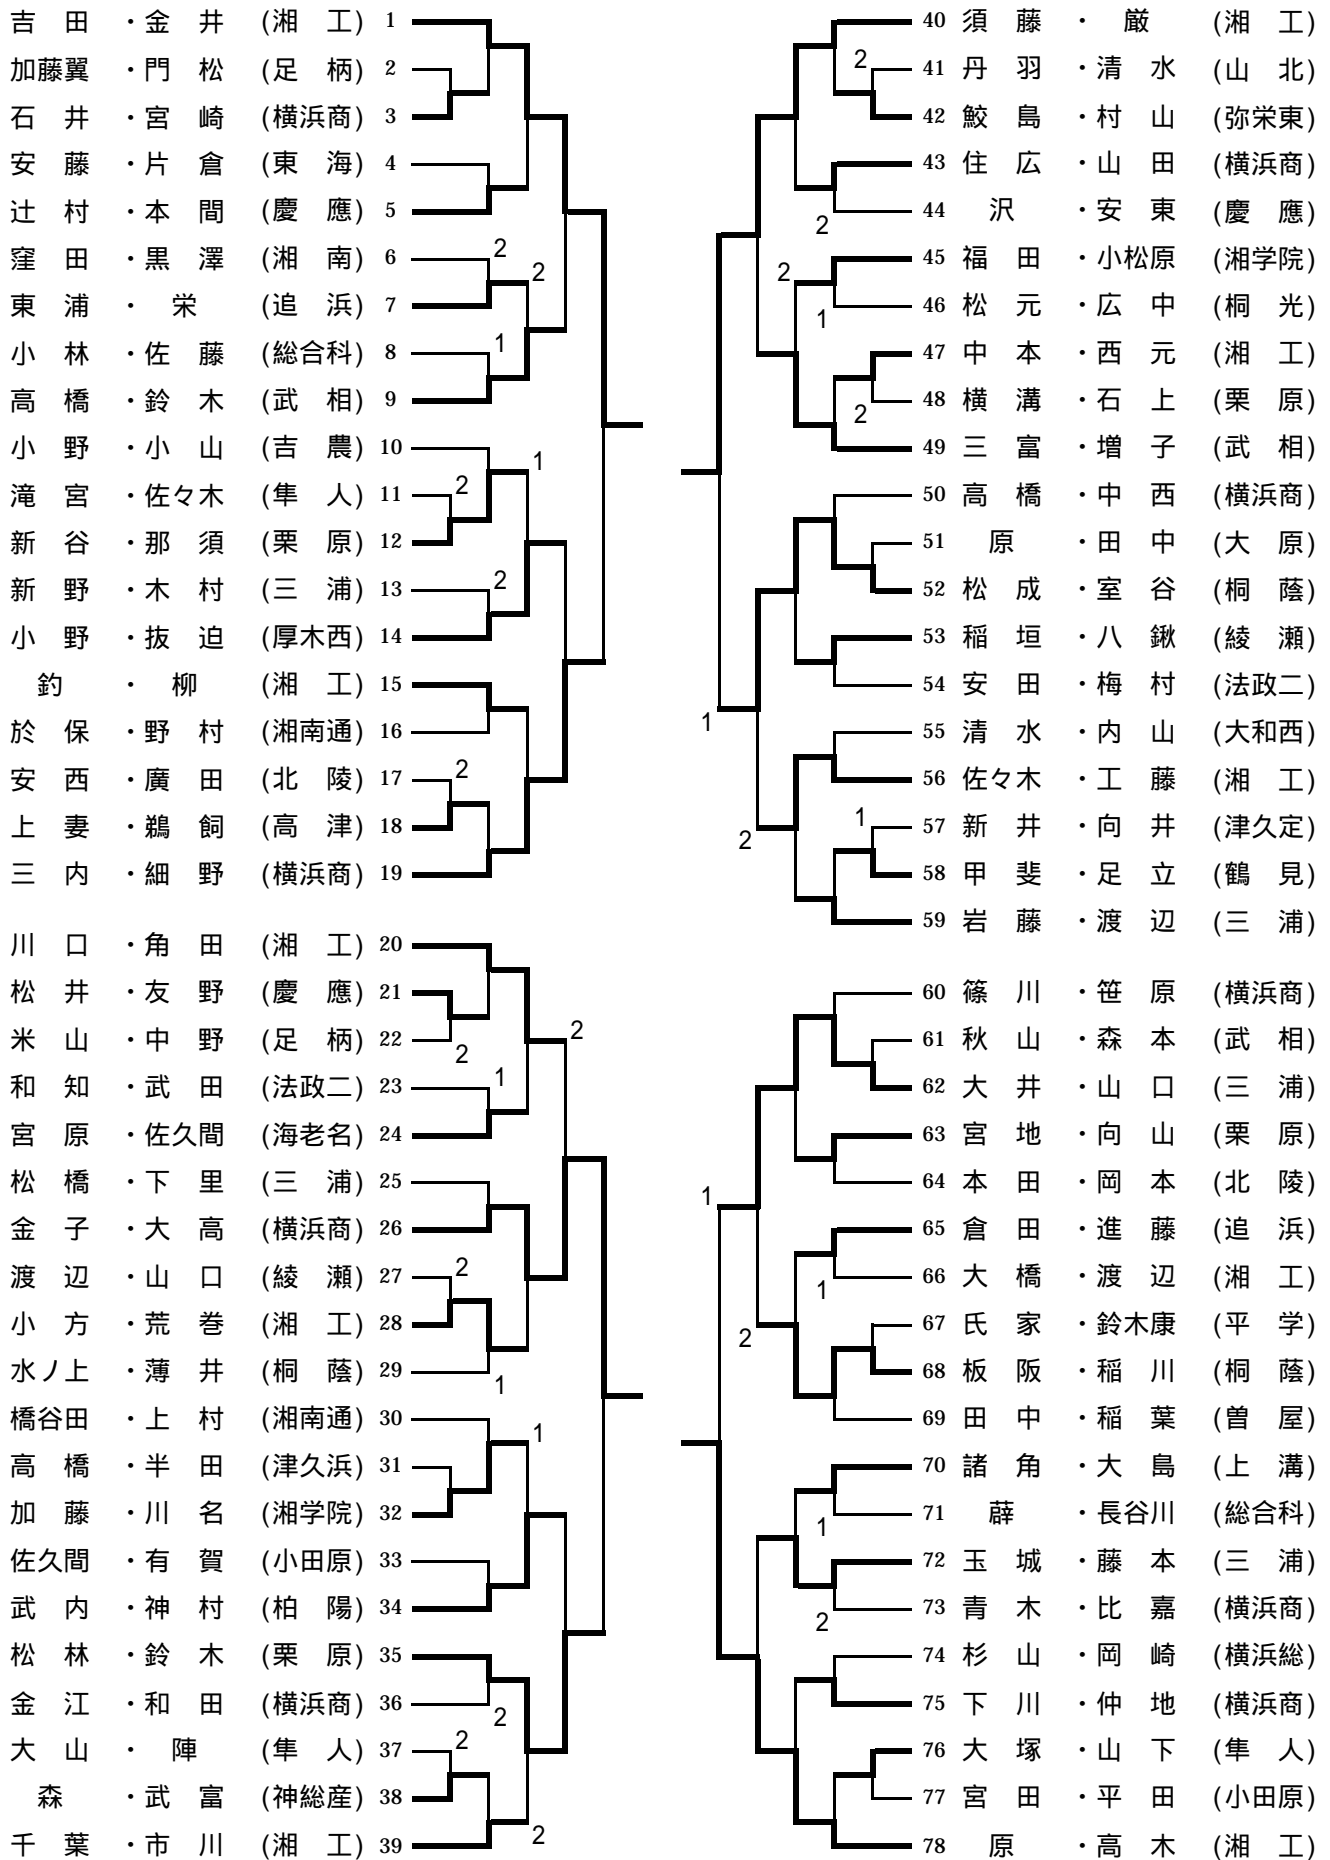 吉田・金井 (湘工) 1
加藤翼・門松 (足柄) 2
石井・宮崎 (横浜商) 3
安藤・片倉 (東海) 4
辻村・本間 (慶應) 5
窪田・黒澤 (湘南) 6 2 2
東浦・栄 (追浜) 7
小林・佐藤 (総合科) 8 1
高橋・鈴木 (武相) 9
小野・小山 (吉農) 10 1
滝宮・佐々木 (隼人) 11 2
新谷・那須 (栗原) 12
新野・木村 (三浦) 13 2
小野・抜迫 (厚木西) 14
釣・柳 (湘工) 15
於保・野村 (湘南通) 16
安西・廣田 (北陵) 17 2
上妻・鵜飼 (高津) 18
三内・細野 (横浜商) 19
川口・角田 (湘工) 20
松井・友野 (慶應) 21
米山・中野 (足柄) 22 2 2
和知・武田 (法政二) 23 1
宮原・佐久間 (海老名) 24
松橋・下里 (三浦) 25
金子・大高 (横浜商) 26
渡辺・山口 (綾瀬) 27 2
小方・荒巻 (湘工) 28
水ノ上・薄井 (桐蔭) 29 1
橋谷田・上村 (湘南通) 30 1
高橋・半田 (津久浜) 31
加藤・川名 (湘学院) 32
佐久間・有賀 (小田原) 33
武内・神村 (柏陽) 34
松林・鈴木 (栗原) 35
金江・和田 (横浜商) 36 2
大山・陣 (隼人) 37 2
森・武富 (神総産) 38
千葉・市川 (湘工) 39 2
40 須藤・厳 (湘工)
2 41 丹羽・清水 (山北)
42 鮫島・村山 (弥栄東)
43 住広・山田 (横浜商)
2 44 沢・安東 (慶應)
2 45 福田・小松原 (湘学院)
1 46 松元・広中 (桐光)
47 中本・西元 (湘工)
2 48 横溝・石上 (栗原)
49 三富・増子 (武相)
50 高橋・中西 (横浜商)
51 原・田中 (大原)
52 松成・室谷 (桐蔭)
53 稲垣・八鍬 (綾瀬)
54 安田・梅村 (法政二)
1 55 清水・内山 (大和西)
56 佐々木・工藤 (湘工)
2 1 57 新井・向井 (津久定)
58 甲斐・足立 (鶴見)
59 岩藤・渡辺 (三浦)
60 篠川・笹原 (横浜商)
61 秋山・森本 (武相)
62 大井・山口 (三浦)
63 宮地・向山 (栗原)
1 64 本田・岡本 (北陵)
65 倉田・進藤 (追浜)
1 66 大橋・渡辺 (湘工)
2 67 氏家・鈴木康 (平学)
68 板阪・稲川 (桐蔭)
69 田中・稲葉 (曽屋)
70 諸角・大島 (上溝)
1 71 薜・長谷川 (総合科)
72 玉城・藤本 (三浦)
2 73 青木・比嘉 (横浜商)
74 杉山・岡崎 (横浜総)
75 下川・仲地 (横浜商)
76 大塚・山下 (隼人)
77 宮田・平田 (小田原)
78 原・高木 (湘工)